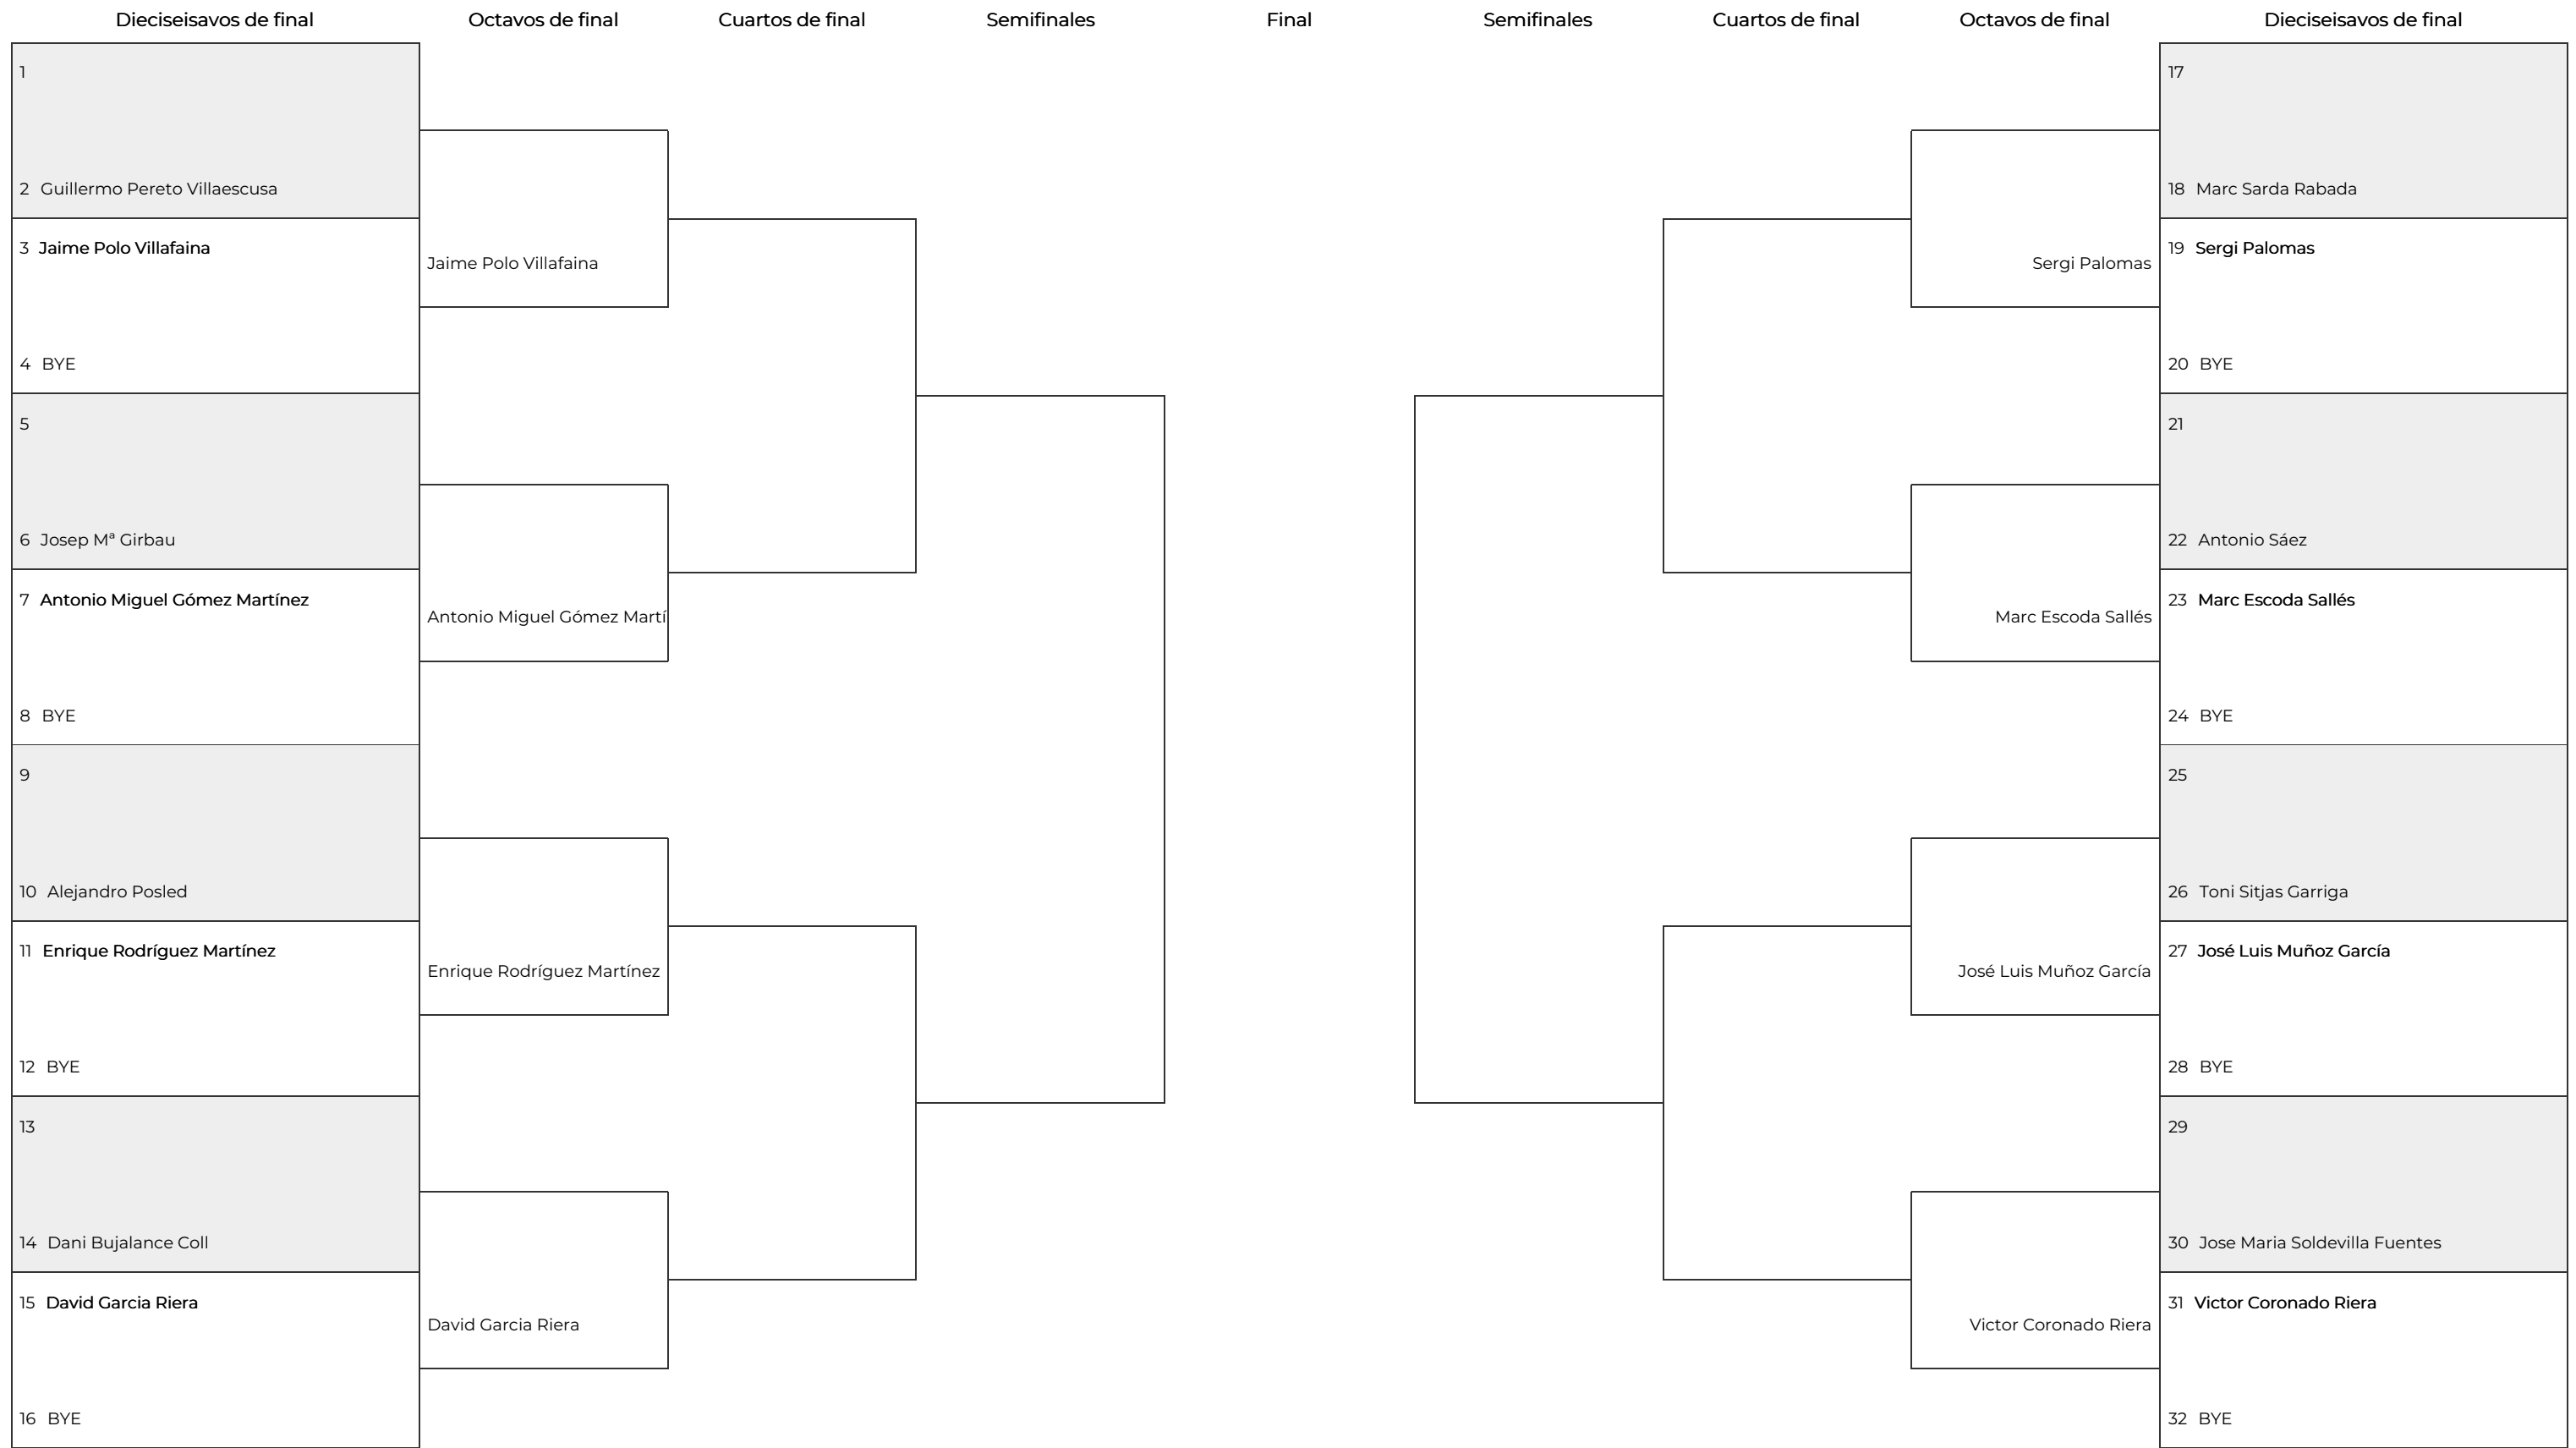 Dieciseisavos de final
Octavos de final
Cuartos de final
Semifinales
Final
Semifinales
Cuartos de final
Octavos de final
Dieciseisavos de final
1
2 Guillermo Pereto Villaescusa
3 Jaime Polo Villafaina
4 BYE
5
6 Josep Mª Girbau
7 Antonio Miguel Gómez Martínez
8 BYE
9
10 Alejandro Posled
11 Enrique Rodríguez Martínez
12 BYE
13
14 Dani Bujalance Coll
15 David Garcia Riera
16 BYE
Jaime Polo Villafaina
Antonio Miguel Gómez Martí
Enrique Rodríguez Martínez
David Garcia Riera
Sergi Palomas
Marc Escoda Sallés
José Luis Muñoz García
Victor Coronado Riera
17
18 Marc Sarda Rabada
19 Sergi Palomas
20 BYE
21
22 Antonio Sáez
23 Marc Escoda Sallés
24 BYE
25
26 Toni Sitjas Garriga
27 José Luis Muñoz García
28 BYE
29
30 Jose Maria Soldevilla Fuentes
31 Victor Coronado Riera
32 BYE